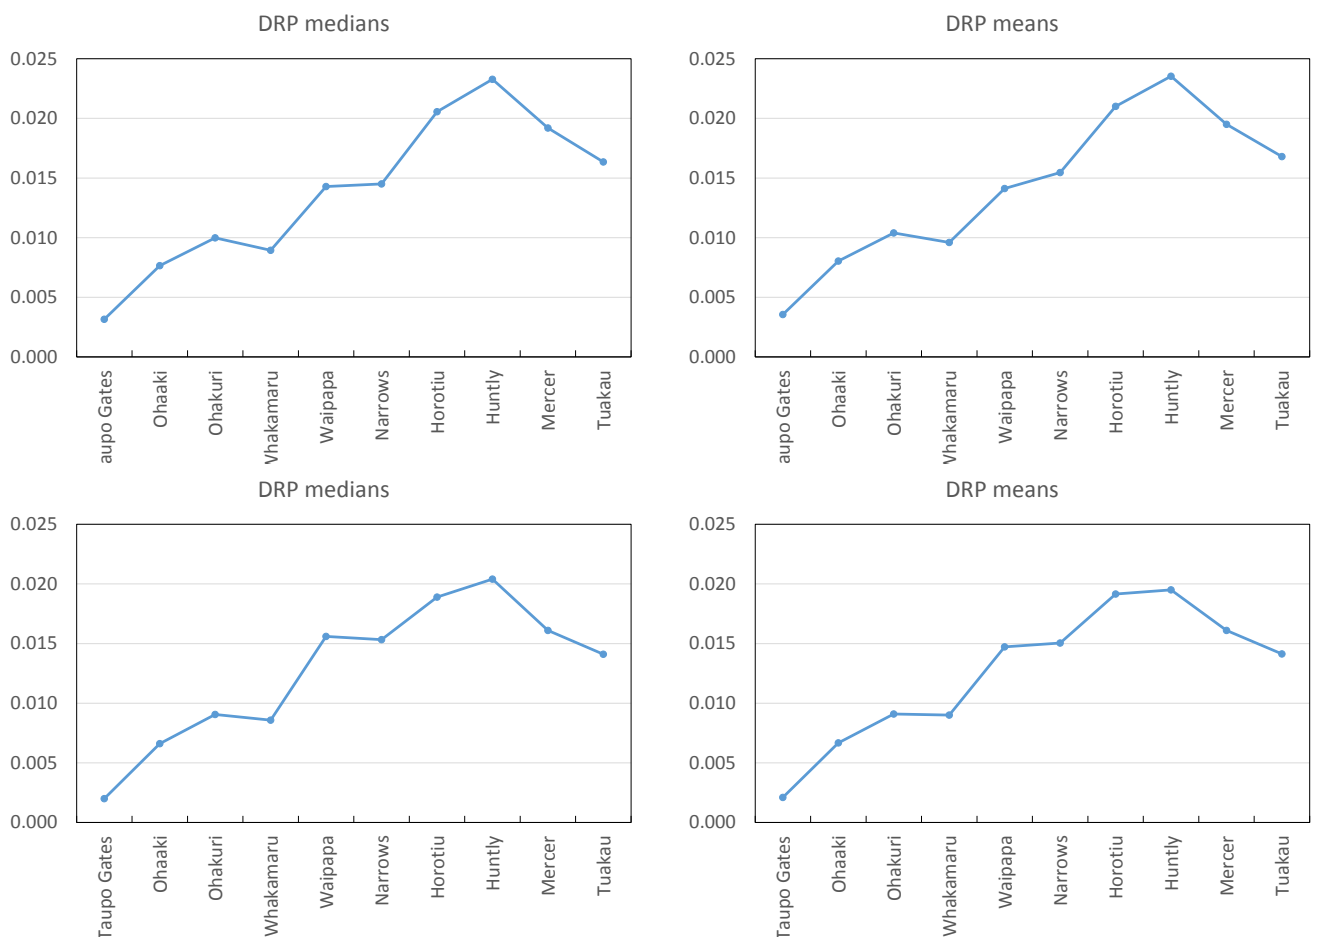 DRP medians
0.025
0.020
0.015
0.010
0.005
0.000
aupo Gates
Ohaaki
Ohakuri
Whakamaru
Waipapa
Narrows
Horotiu
Huntly
Mercer
Tuakau
DRP means
0.025
0.020
0.015
0.010
0.005
0.000
aupo Gates
Ohaaki
Ohakuri
Whakamaru
Waipapa
Narrows
Horotiu
Huntly
Mercer
Tuakau
DRP medians
0.025
0.020
0.015
0.010
0.005
0.000
Taupo Gates
Ohaaki
Ohakuri
Whakamaru
Waipapa
Narrows
Horotiu
Huntly
Mercer
Tuakau
DRP means
0.025
0.020
0.015
0.010
0.005
0.000
Taupo Gates
Ohaaki
Ohakuri
Whakamaru
Waipapa
Narrows
Horotiu
Huntly
Mercer
Tuakau